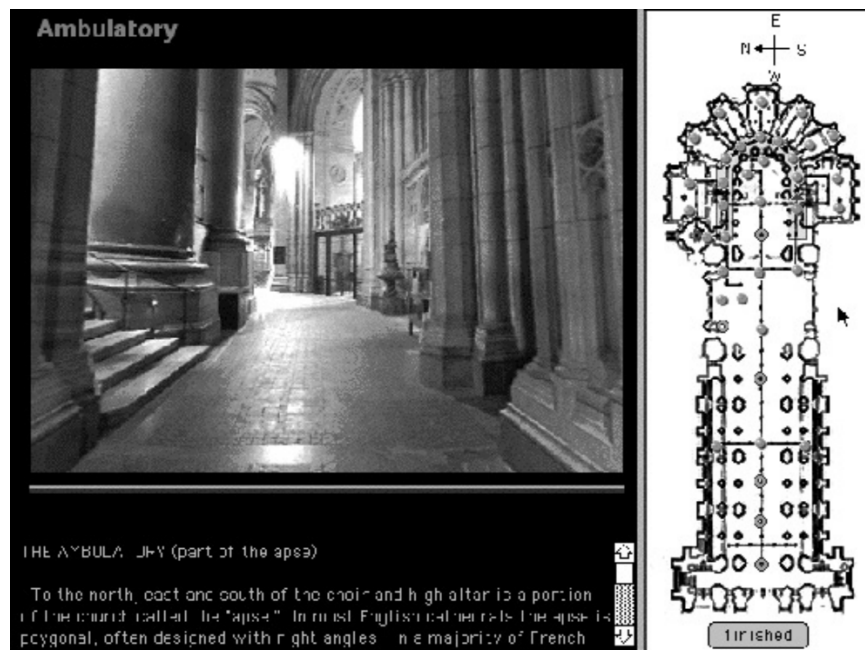 Ambulatory
E
N S
W
THE AMBULATORY (part of the apse)
To the north, east and south of the choir and high altar is a portion
of the church called the "apse." In most English cathedrals the apse is
polygonal, often designed with right angles. In a majority of French
finished